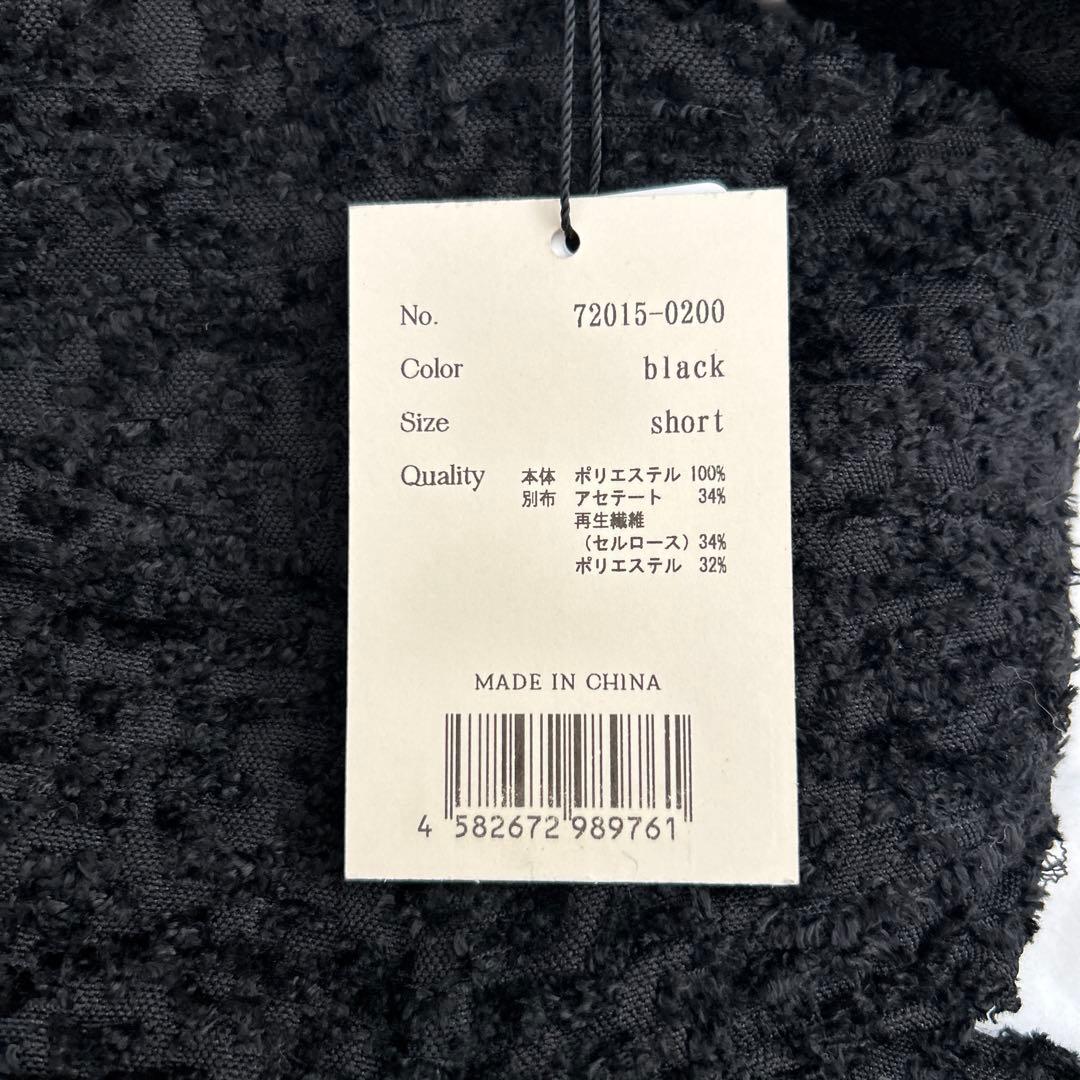 No. 72015-0200
Color black
Size short
Quality 本体 ポリエステル 100%
別布 アセテート 34%
再生繊維
(セルロース) 34%
ポリエステル 32%
MADE IN CHINA
4 582672 989761